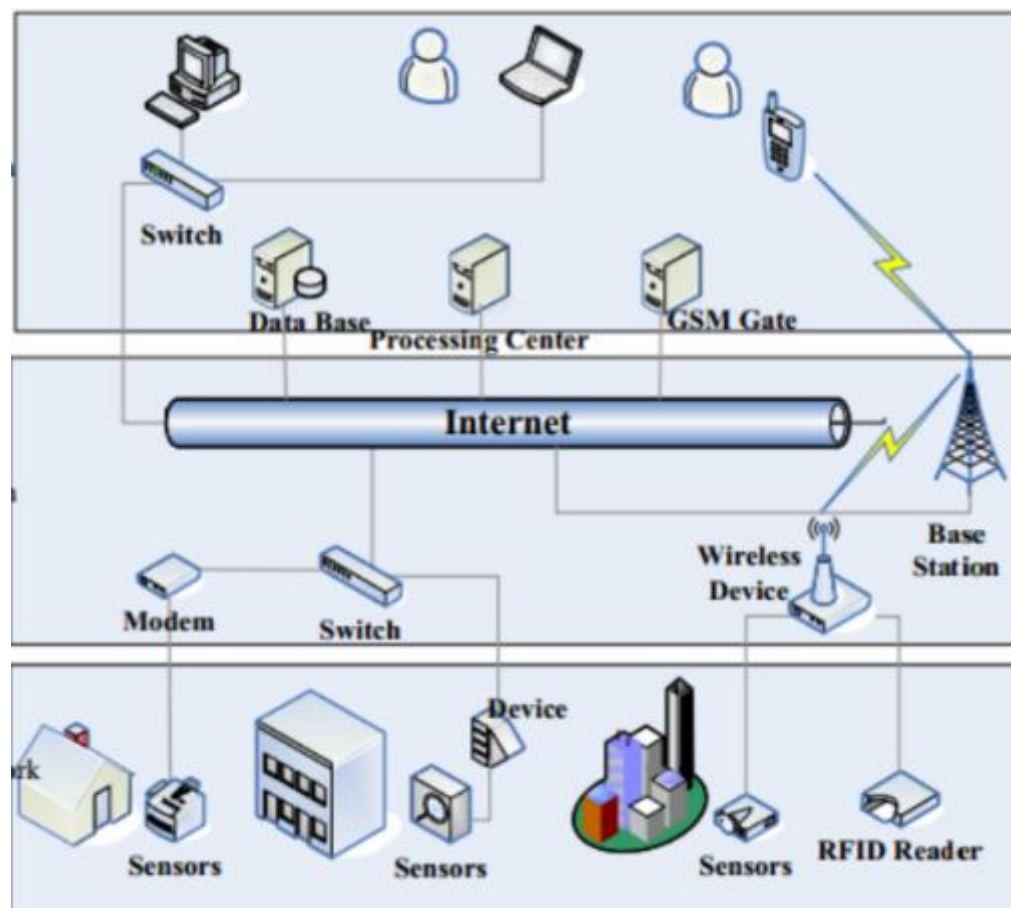 Switch
Data Base
Processing Center
GSM Gate
Internet
Wireless
Device
Base
Station
Modem
Switch
Device
Sensors
Sensors
Sensors
RFID Reader